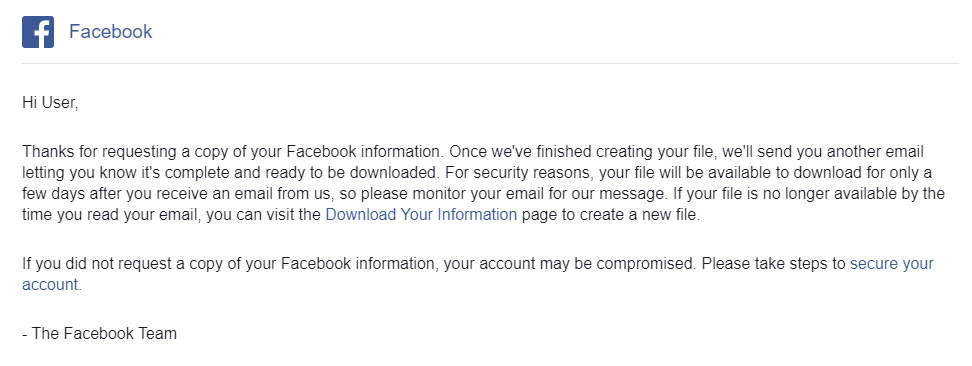 Facebook
Hi User,
Thanks for requesting a copy of your Facebook information. Once we've finished creating your file, we'll send you another email
letting you know it's complete and ready to be downloaded. For security reasons, your file will be available to download for only a
few days after you receive an email from us, so please monitor your email for our message. If your file is no longer available by the
time you read your email, you can visit the Download Your Information page to create a new file.
If you did not request a copy of your Facebook information, your account may be compromised. Please take steps to secure your
account.
- The Facebook Team